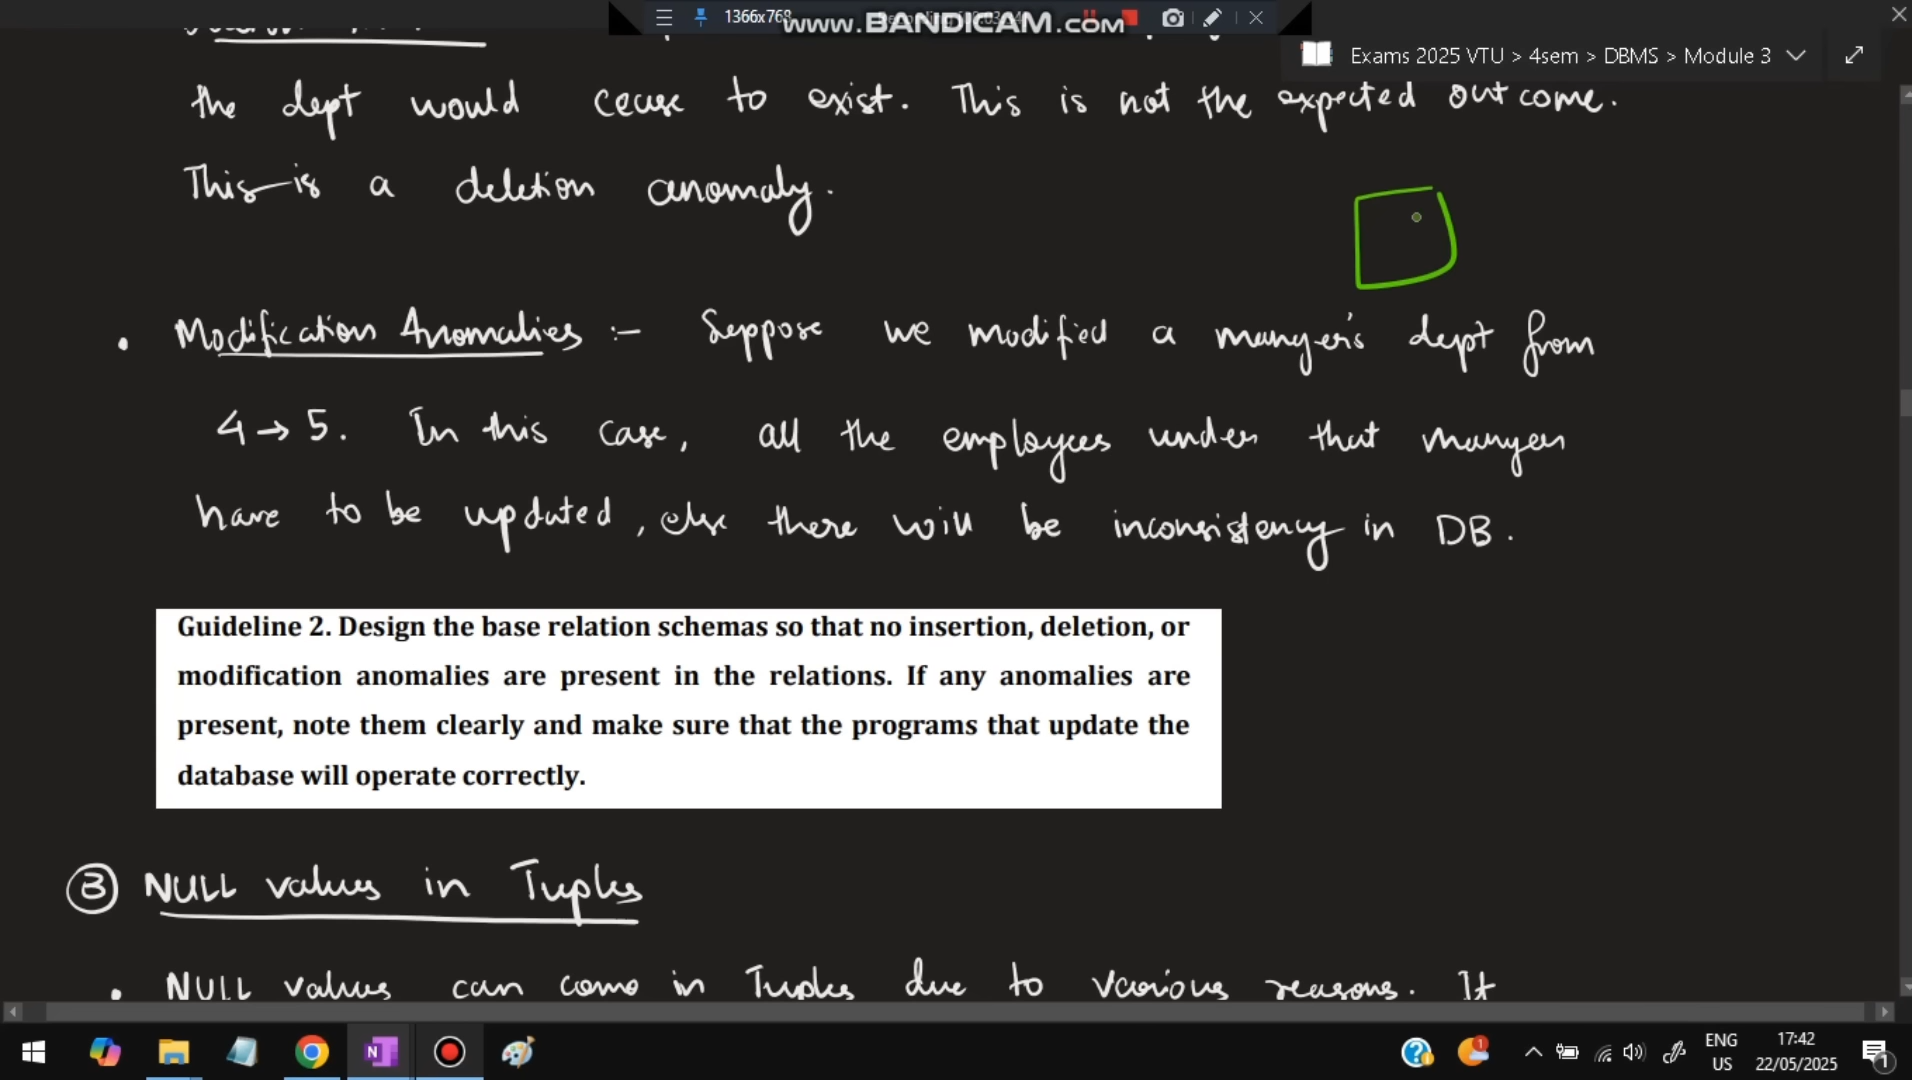 1366x768
www.BANDICAM.com
Exams 2025 VTU > 4sem > DBMS > Module 3
the dept would cease to exist. This is not the expected outcome.
This is a deletion anomaly.
• Modification Anomalies :- Suppose we modified a manger's dept from
4 → 5. In this case, all the employees under that manger
have to be updated, else there will be inconsistency in DB.
Guideline 2. Design the base relation schemas so that no insertion, deletion, or
modification anomalies are present in the relations. If any anomalies are
present, note them clearly and make sure that the programs that update the
database will operate correctly.
③ NULL values in Tuples
• NULL values can come in Tuples due to various reasons. If
ENG
US
17:42
22/05/2025
1
1